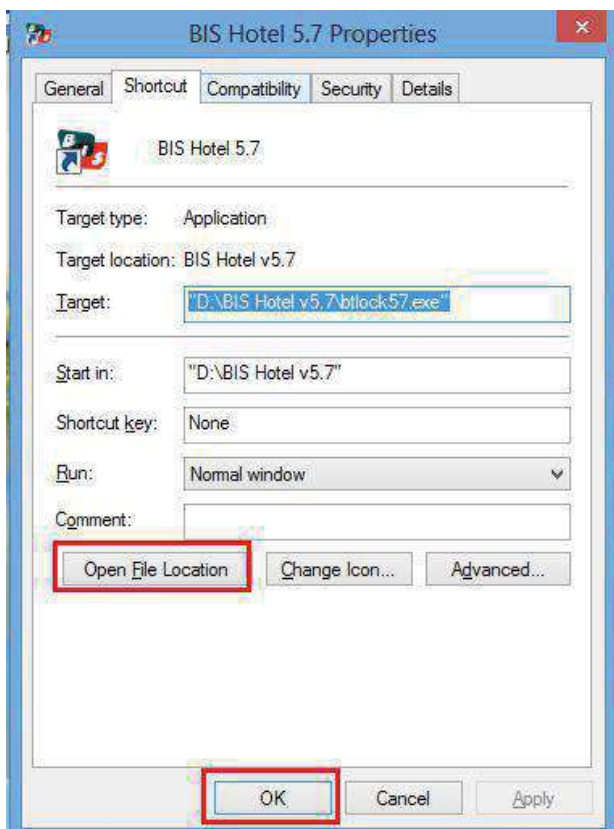 BIS Hotel 5.7 Properties
General Shortcut Compatibility Security Details
BIS
BIS Hotel 5.7
Target type: Application
Target location: BIS Hotel v5.7
Target: "D:\BIS Hotel v5.7\btlock57.exe"
Start in: "D:\BIS Hotel v5.7"
Shortcut key: None
Run: Normal window
Comment:
Open File Location Change Icon... Advanced...
OK Cancel Apply